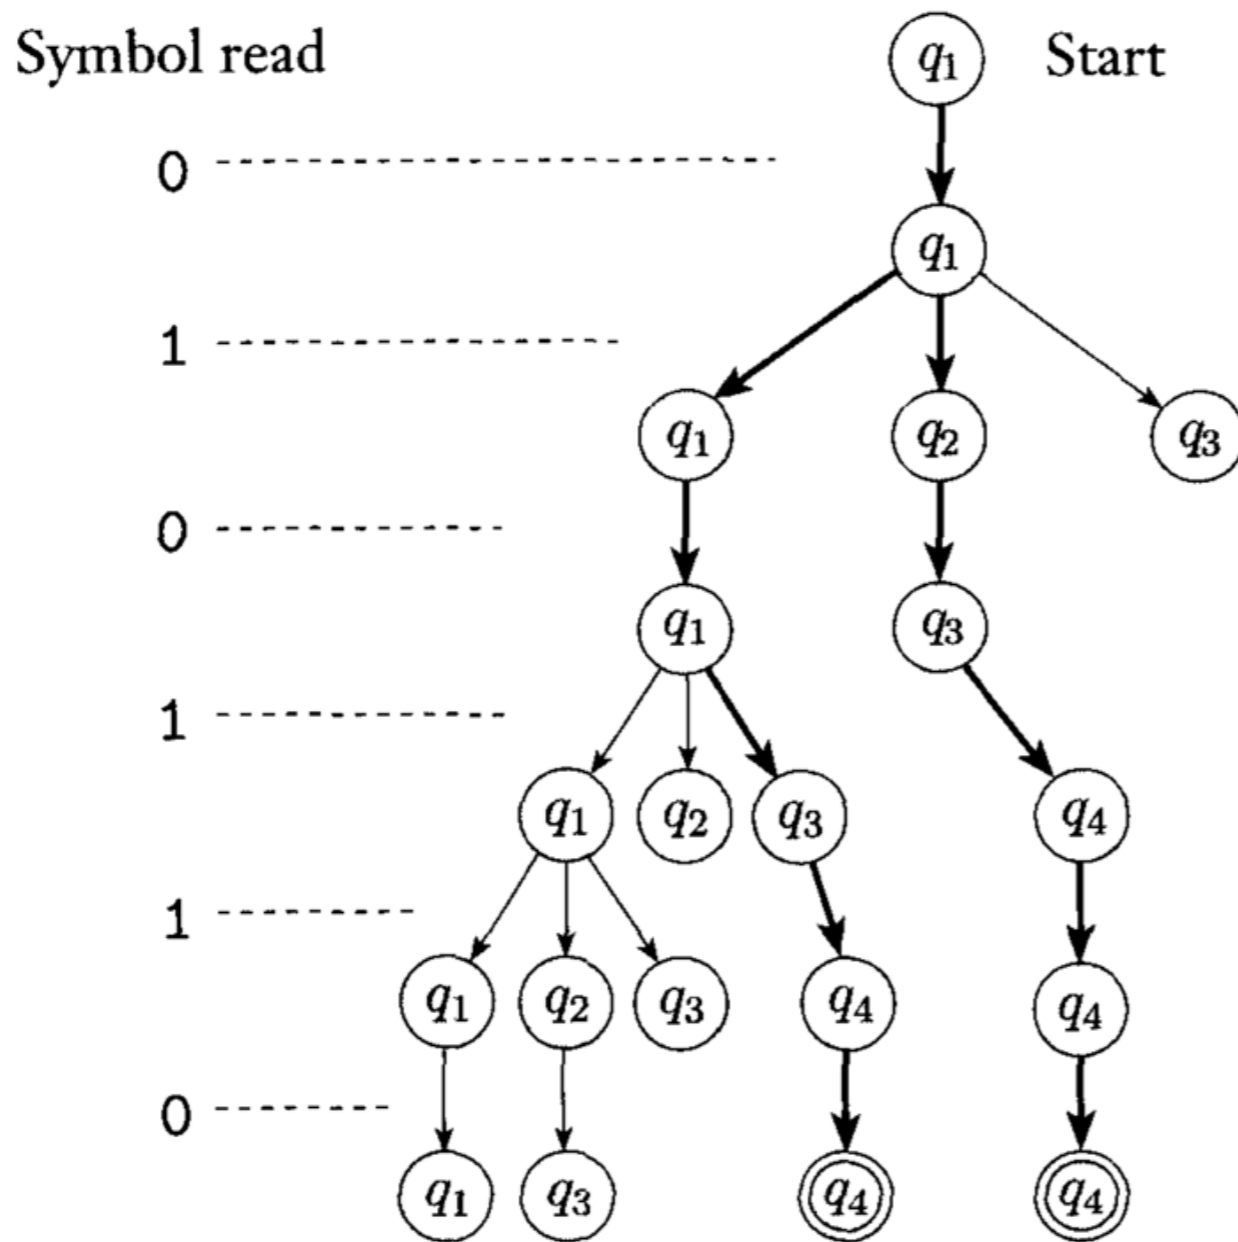 Symbol read q₁ Start
0
q₁
1
q₁ q₂ q₃
0
q₁ q₃
1
q₁ q₂ q₃ q₄
1
q₁ q₂ q₃ q₄ q₄
0
q₁ q₃ q₄ q₄